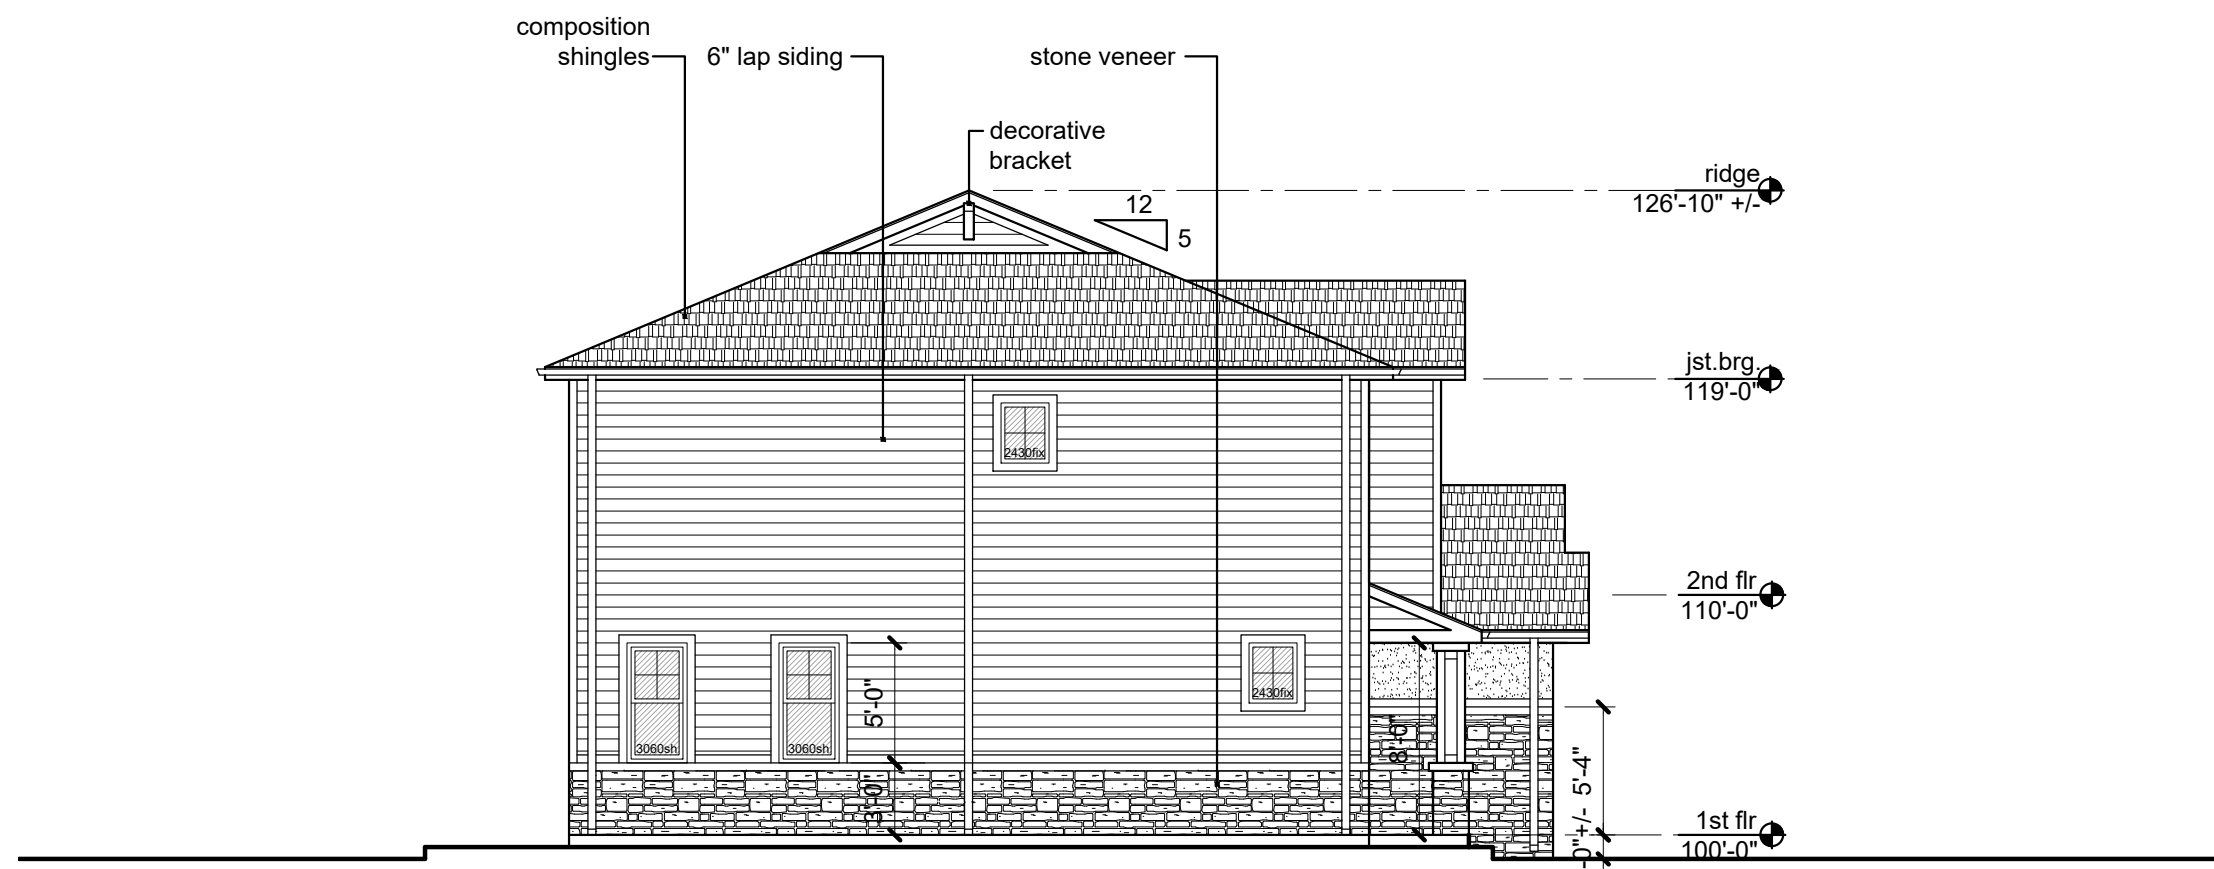 composition
shingles
6" lap siding
stone veneer
decorative
bracket
ridge
126'-10" +/-
12
5
jst.brg.
119'-0"
2430fix
2nd flr
110'-0"
5'-0"
2430fix
3060sh
3060sh
8'-0"
3'-0"
5'-4"
-0"+/-
1st flr
100'-0"